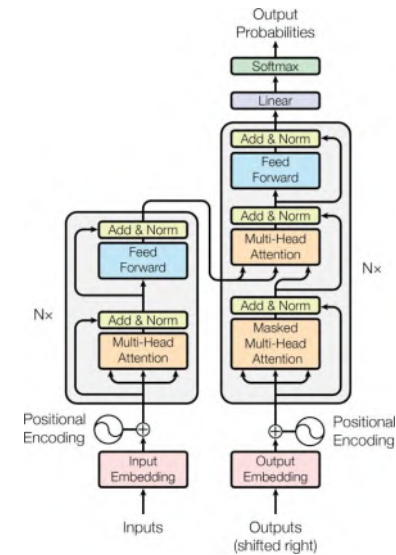 Output
Probabilities
Softmax
Linear
Add & Norm
Feed
Forward
Add & Norm
Multi-Head
Attention
Add & Norm
Masked
Multi-Head
Attention
N×
Add & Norm
Feed
Forward
Add & Norm
Multi-Head
Attention
N×
Positional
Encoding
Positional
Encoding
Input
Embedding
Output
Embedding
Inputs
Outputs
(shifted right)